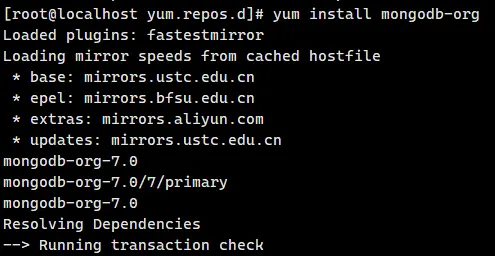 [root@localhost yum.repos.d]# yum install mongodb-org
Loaded plugins: fastestmirror
Loading mirror speeds from cached hostfile
 * base: mirrors.ustc.edu.cn
 * epel: mirrors.bfsu.edu.cn
 * extras: mirrors.aliyun.com
 * updates: mirrors.ustc.edu.cn
mongodb-org-7.0
mongodb-org-7.0/7/primary
mongodb-org-7.0
Resolving Dependencies
--> Running transaction check